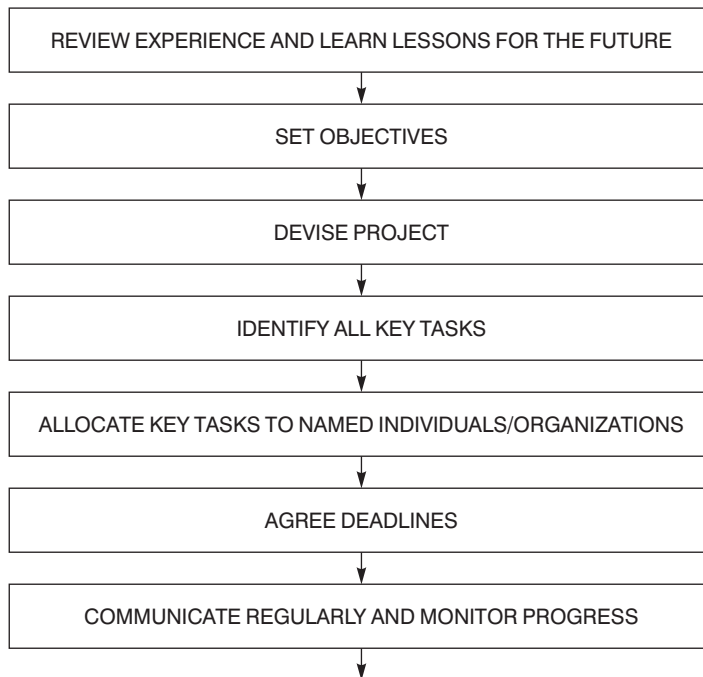 REVIEW EXPERIENCE AND LEARN LESSONS FOR THE FUTURE
SET OBJECTIVES
DEVISE PROJECT
IDENTIFY ALL KEY TASKS
ALLOCATE KEY TASKS TO NAMED INDIVIDUALS/ORGANIZATIONS
AGREE DEADLINES
COMMUNICATE REGULARLY AND MONITOR PROGRESS